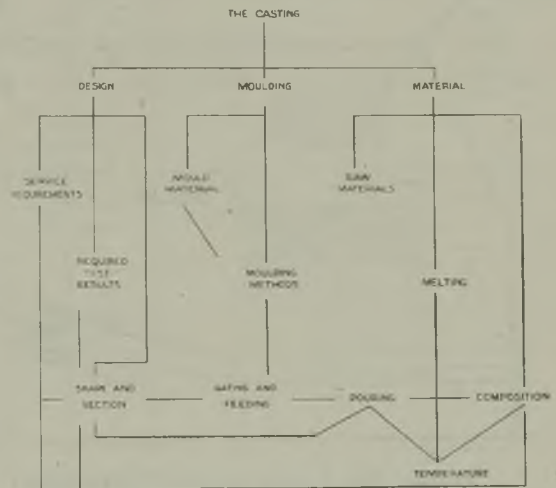 THE CASTING
DESIGN
MOULDING
MATERIAL
SERVICE
REQUIREMENTS
MOULD
MATERIAL
RAW
MATERIALS
REQUIRED
TEST
RESULTS
MOULDING
METHODS
MELTING
SHAPE AND
SECTION
GATING AND
FEEDING
POURING
COMPOSITION
TEMPERATURE